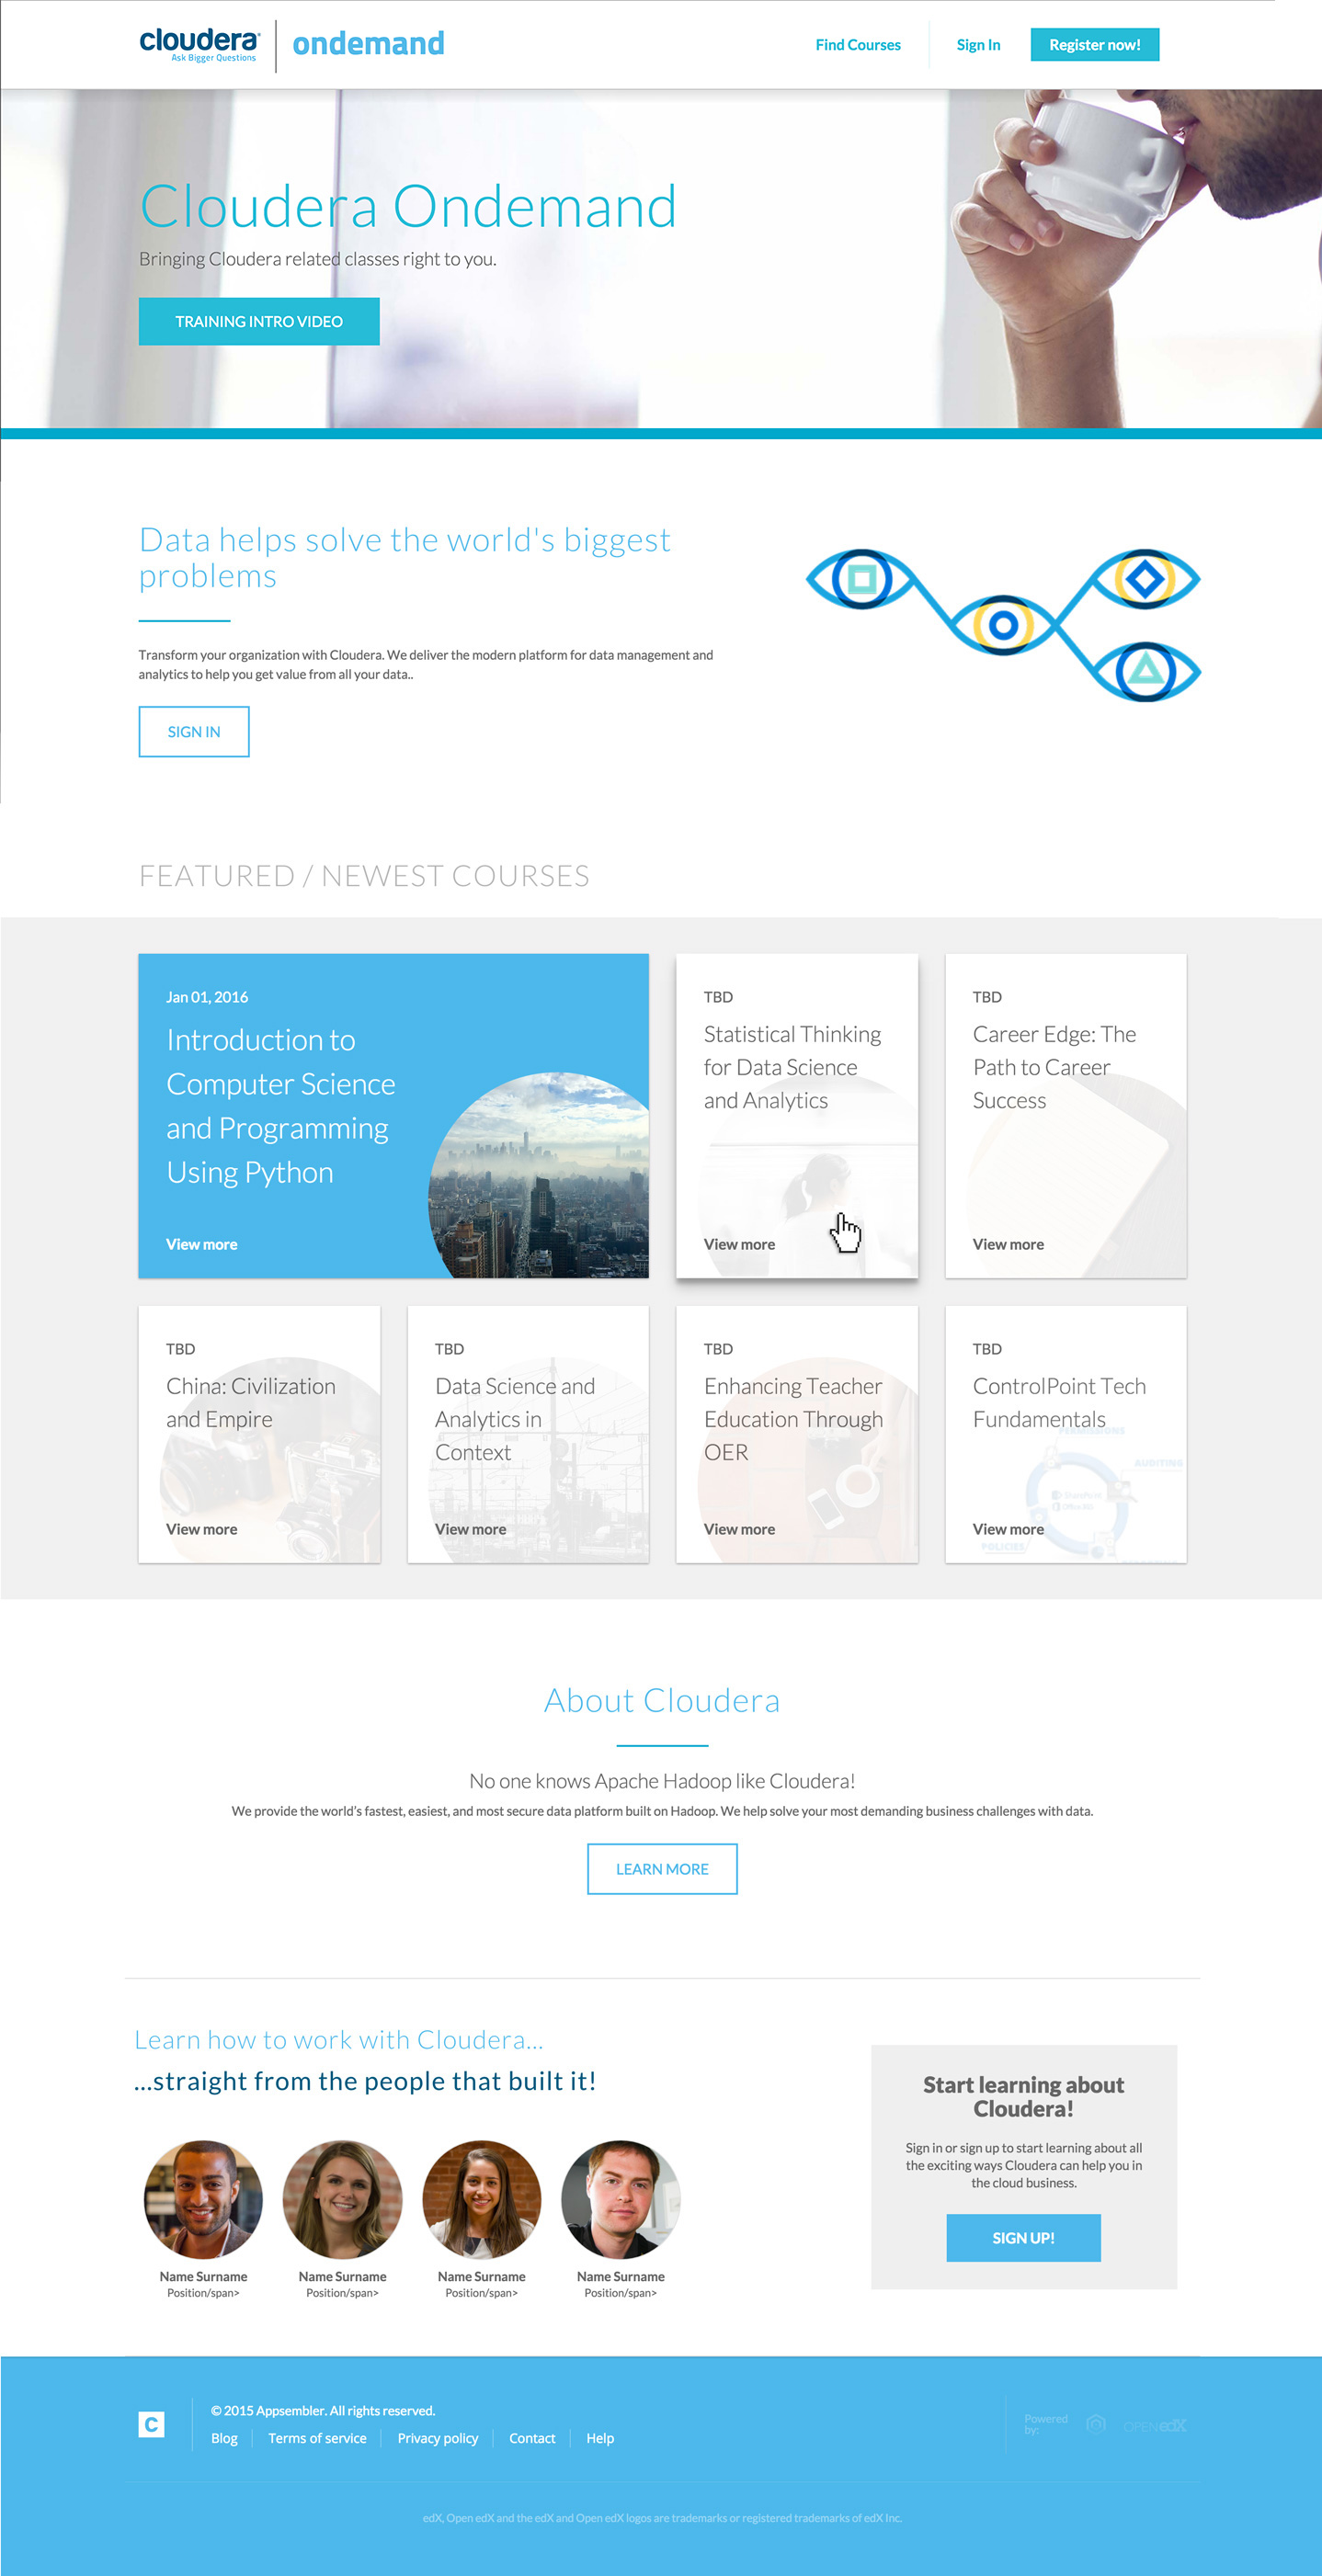 cloudera
Ask Bigger Questions
ondemand
Find Courses
Sign In
Register now!
Cloudera Ondemand
Bringing Cloudera related classes right to you.
TRAINING INTRO VIDEO
Data helps solve the world's biggest
problems
Transform your organization with Cloudera. We deliver the modern platform for data management and
analytics to help you get value from all your data..
SIGN IN
FEATURED / NEWEST COURSES
Jan 01, 2016
Introduction to
Computer Science
and Programming
Using Python
View more
TBD
Statistical Thinking
for Data Science
and Analytics
View more
TBD
Career Edge: The
Path to Career
Success
View more
TBD
China: Civilization
and Empire
View more
TBD
Data Science and
Analytics in
Context
View more
TBD
Enhancing Teacher
Education Through
OER
View more
TBD
ControlPoint Tech
Fundamentals
PERMISSIONS
AUDITING
SharePoint
Office 365
POLICIES
View more
About Cloudera
No one knows Apache Hadoop like Cloudera!
We provide the world's fastest, easiest, and most secure data platform built on Hadoop. We help solve your most demanding business challenges with data.
LEARN MORE
Learn how to work with Cloudera...
...straight from the people that built it!
Name Surname
Position/span>
Name Surname
Position/span>
Name Surname
Position/span>
Name Surname
Position/span>
Start learning about
Cloudera!
Sign in or sign up to start learning about all
the exciting ways Cloudera can help you in
the cloud business.
SIGN UP!
C
© 2015 Appsembler. All rights reserved.
Blog
Terms of service
Privacy policy
Contact
Help
Powered
by:
OPEN edX
edX, Open edX and the edX and Open edX logos are trademarks or registered trademarks of edX Inc.